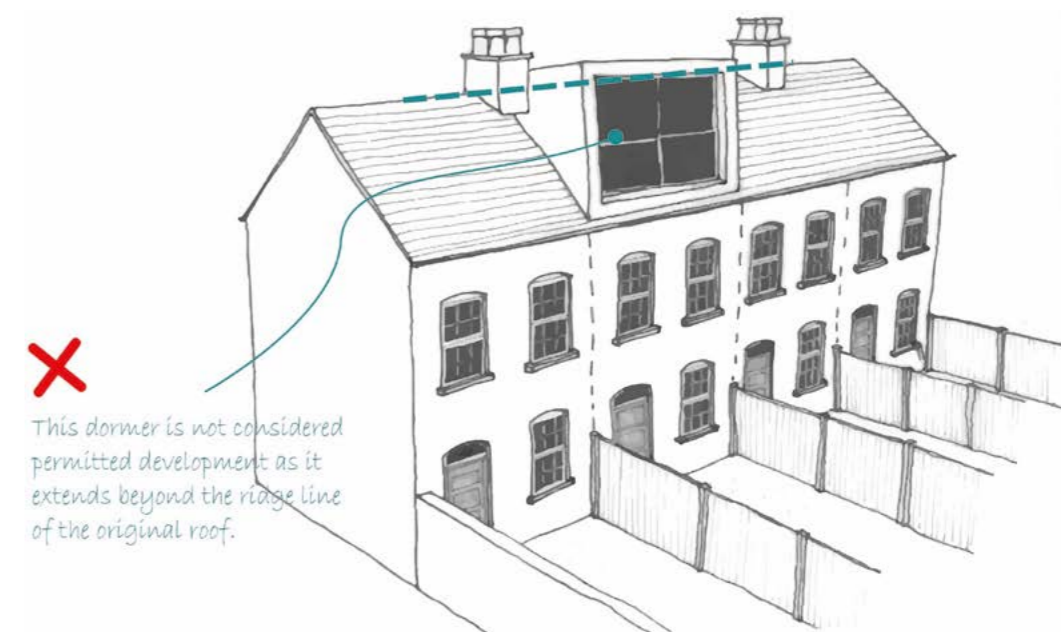 This dormer is not considered
permitted development as it
extends beyond the ridge line
of the original roof.